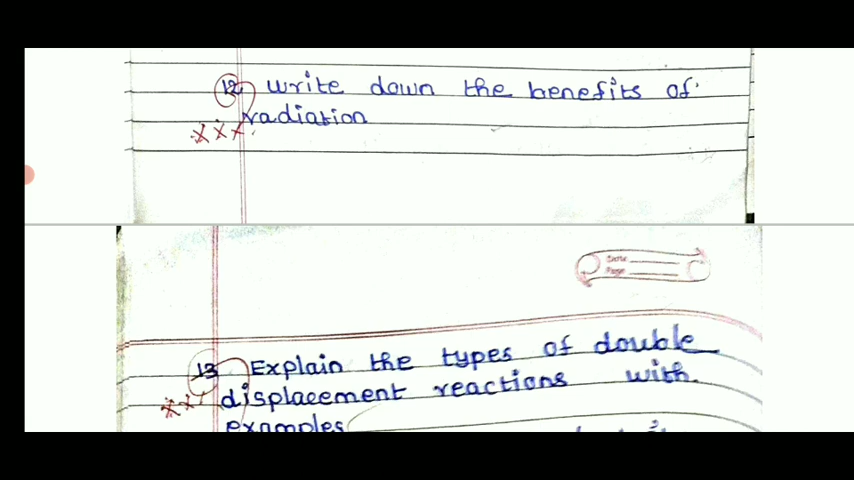 12) write down the benefits of
radiation
xxx
Date
Page
13) Explain the types of double
displacement reactions with
xxx
examples